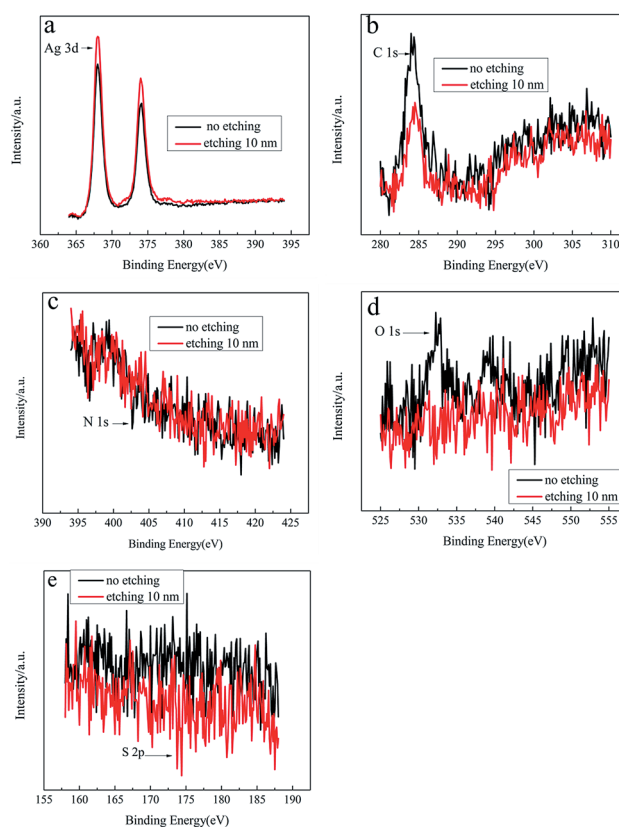 a
Ag 3d
no etching
etching 10 nm
Intensity/a.u.
360 365 370 375 380 385 390 395
Binding Energy(eV)
b
C 1s
no etching
etching 10 nm
Intensity/a.u.
280 285 290 295 300 305 310
Binding Energy(eV)
c
no etching
etching 10 nm
N 1s
Intensity/a.u.
390 395 400 405 410 415 420 425
Binding Energy(eV)
d
O 1s
no etching
etching 10 nm
Intensity/a.u.
525 530 535 540 545 550 555
Binding Energy(eV)
e
no etching
etching 10 nm
S 2p
Intensity/a.u.
155 160 165 170 175 180 185 190
Binding Energy(eV)